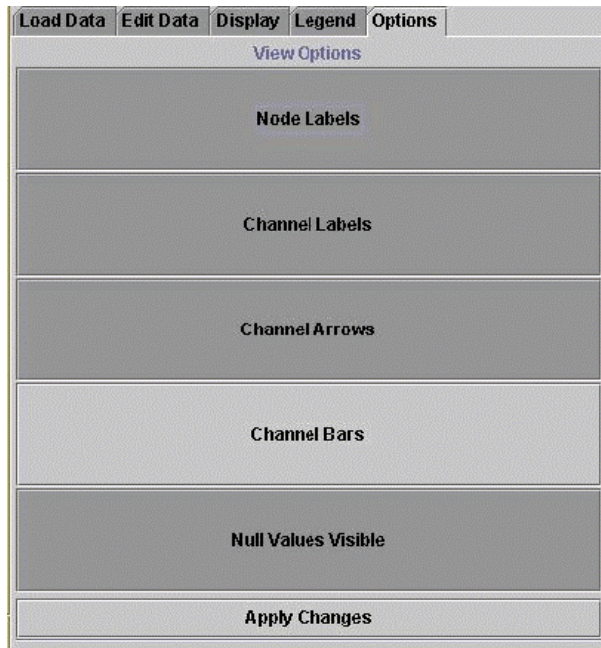 Load Data Edit Data Display Legend Options
View Options
Node Labels
Channel Labels
Channel Arrows
Channel Bars
Null Values Visible
Apply Changes